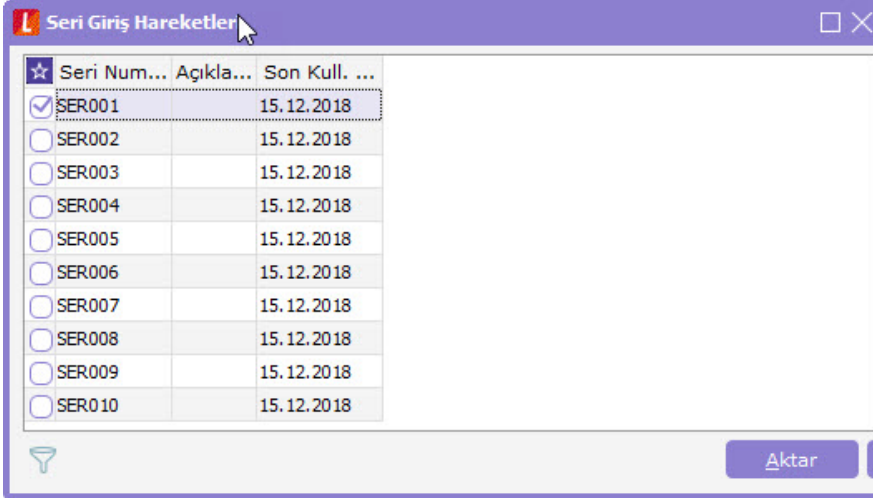 L Seri Giriş Hareketler
Seri Num... Açıkla... Son Kull. ...
SER001 15.12.2018
SER002 15.12.2018
SER003 15.12.2018
SER004 15.12.2018
SER005 15.12.2018
SER006 15.12.2018
SER007 15.12.2018
SER008 15.12.2018
SER009 15.12.2018
SER010 15.12.2018
Aktar